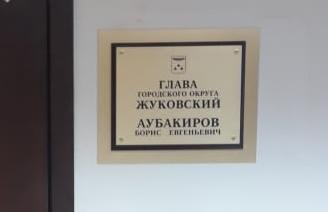 ГЛАВА
ГОРОДСКОГО ОКРУГА
ЖУКОВСКИЙ
АУБАКИРОВ
БОРИС ЕВГЕНЬЕВИЧ